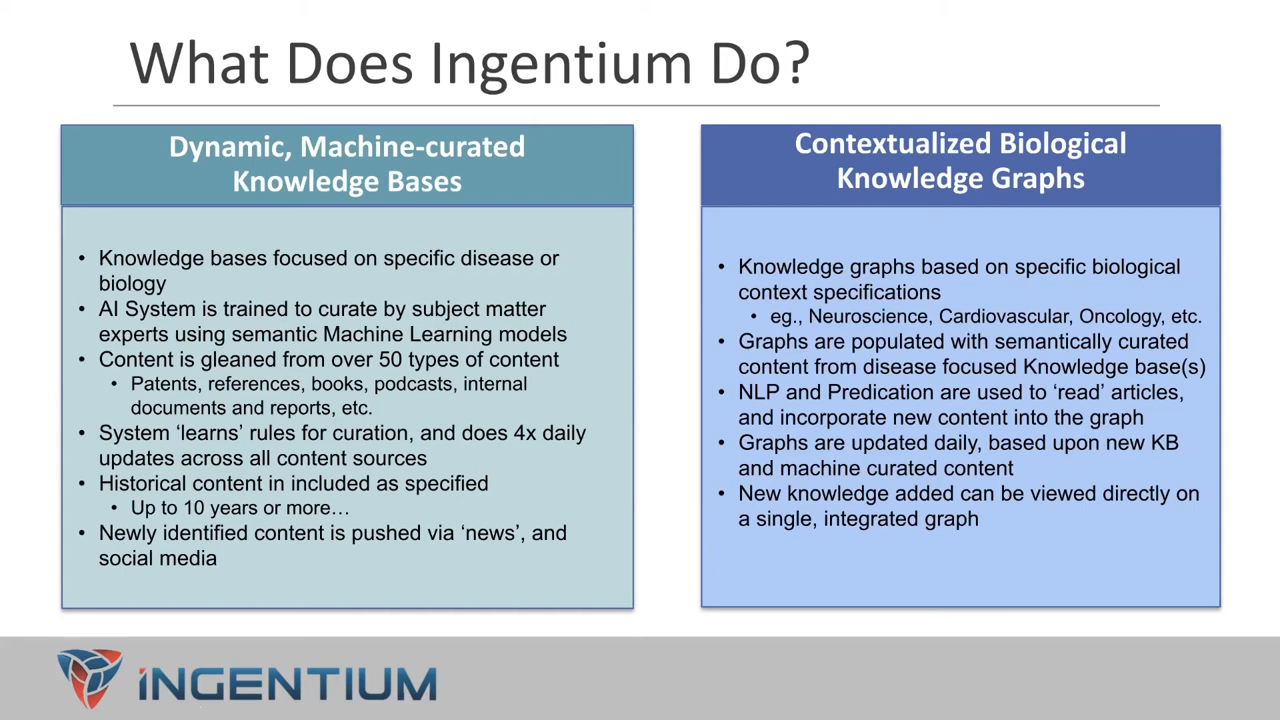 What Does Ingentium Do?
Dynamic, Machine-curated
Knowledge Bases
• Knowledge bases focused on specific disease or
biology
• AI System is trained to curate by subject matter
experts using semantic Machine Learning models
• Content is gleaned from over 50 types of content
• Patents, references, books, podcasts, internal
documents and reports, etc.
• System ‘learns’ rules for curation, and does 4x daily
updates across all content sources
• Historical content in included as specified
• Up to 10 years or more…
• Newly identified content is pushed via ‘news’, and
social media
Contextualized Biological
Knowledge Graphs
• Knowledge graphs based on specific biological
context specifications
• eg., Neuroscience, Cardiovascular, Oncology, etc.
• Graphs are populated with semantically curated
content from disease focused Knowledge base(s)
• NLP and Predication are used to ‘read’ articles,
and incorporate new content into the graph
• Graphs are updated daily, based upon new KB
and machine curated content
• New knowledge added can be viewed directly on
a single, integrated graph
iNGENTIUM